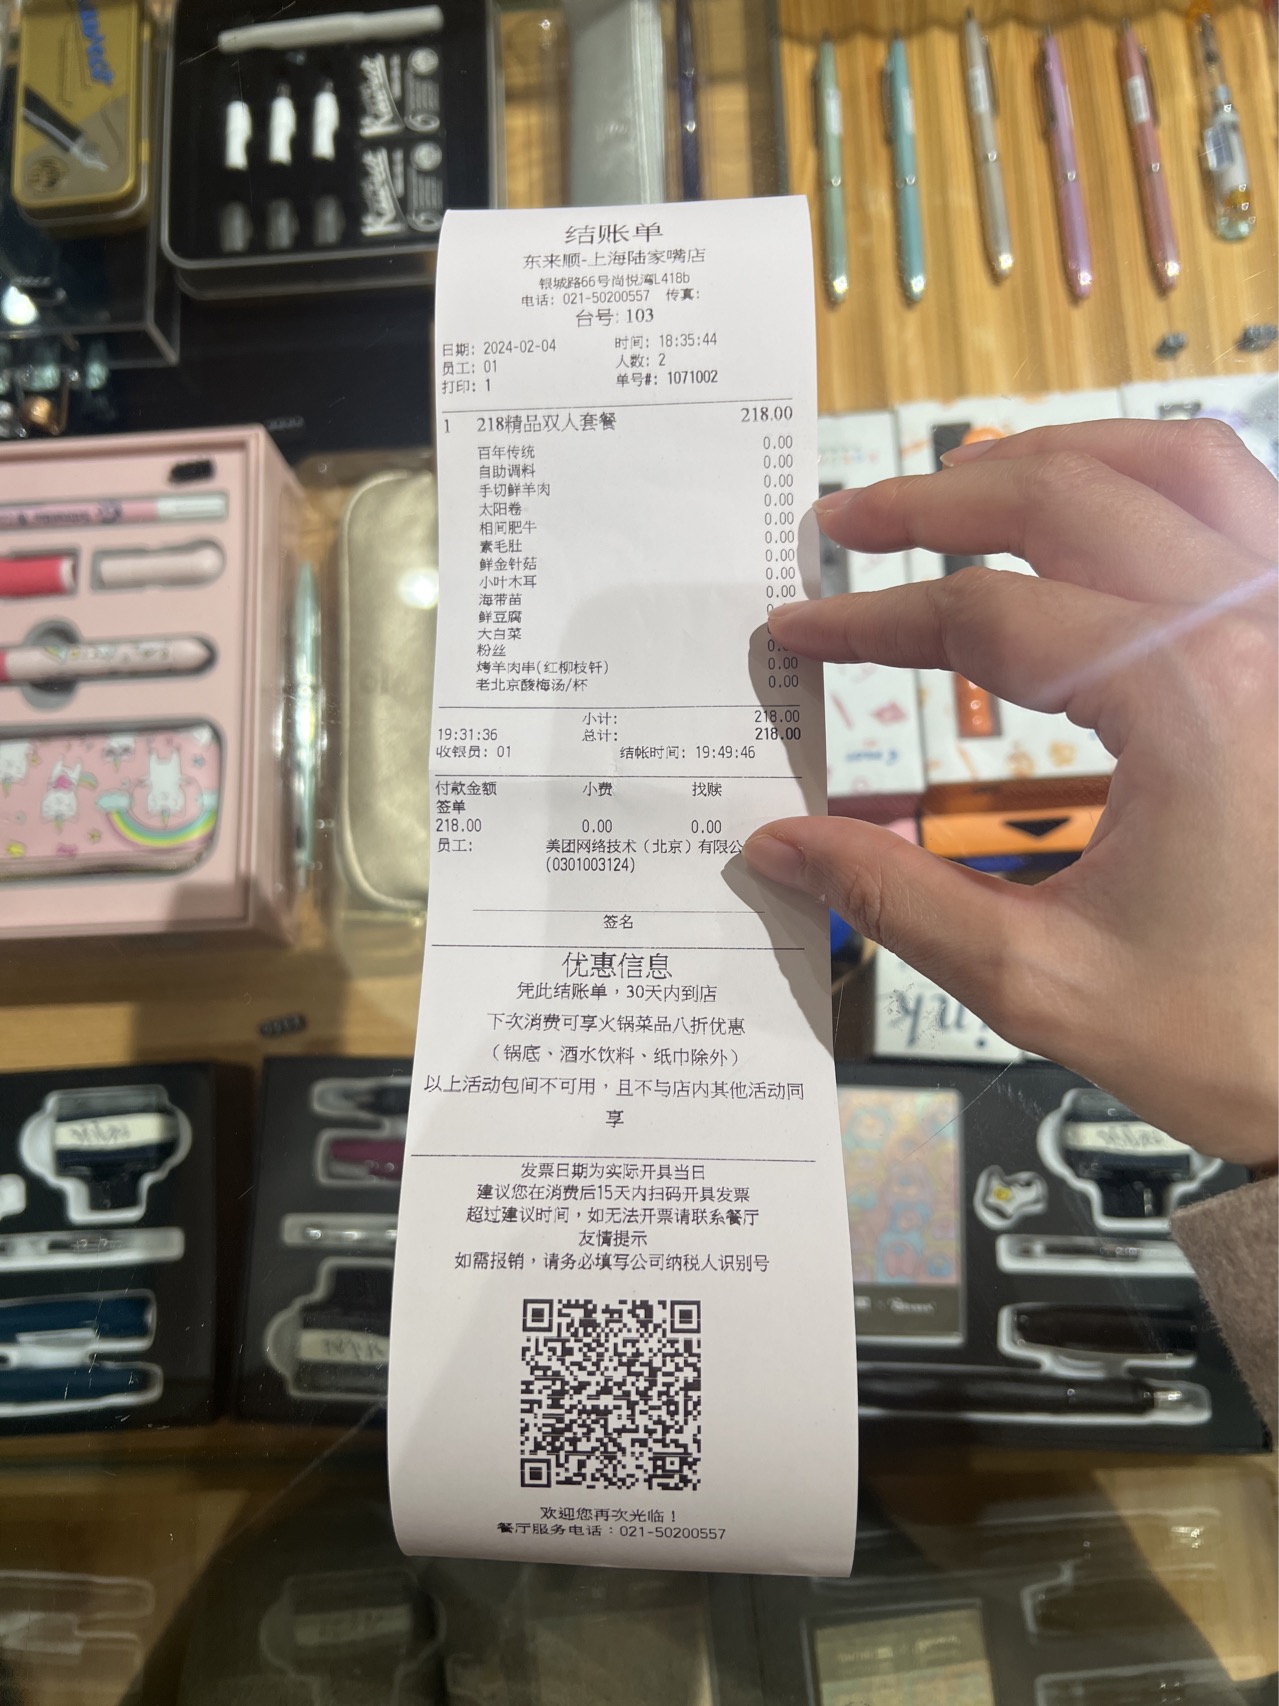 结账单
东来顺-上海陆家嘴店
银城路66号尚悦湾L418b
电话: 021-50200557 传真:
台号: 103
日期: 2024-02-04 时间: 18:35:44
员工: 01 人数: 2
打印: 1 单号#: 1071002
1 218精品双人套餐 218.00
百年传统 0.00
自助调料 0.00
手切鲜羊肉 0.00
太阳卷 0.00
相间肥牛 0.00
素毛肚 0.00
鲜金针菇 0.00
小叶木耳 0.00
海带苗 0.00
鲜豆腐
大白菜
粉丝 0.00
烤羊肉串(红柳枝钎) 0.00
老北京酸梅汤/杯 0.00
小计: 218.00
19:31:36 总计: 218.00
收银员: 01 结帐时间: 19:49:46
付款金额 小费 找赎
签单
218.00 0.00 0.00
员工: 美团网络技术（北京）有限公
(0301003124)
签名
优惠信息
凭此结账单，30天内到店
下次消费可享火锅菜品八折优惠
（锅底、酒水饮料、纸巾除外）
以上活动包间不可用，且不与店内其他活动同
享
发票日期为实际开具当日
建议您在消费后15天内扫码开具发票
超过建议时间，如无法开票请联系餐厅
友情提示
如需报销，请务必填写公司纳税人识别号
欢迎您再次光临！
餐厅服务电话：021-50200557
Kaweco
Kaweco
ink